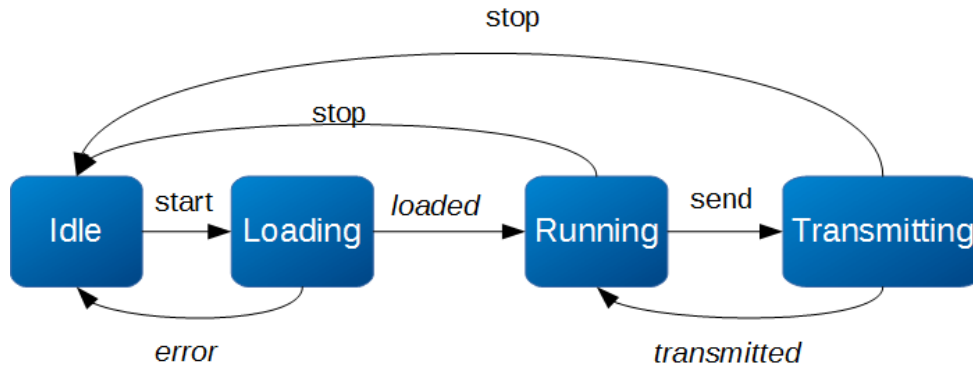 stop
stop
start
loaded
send
Idle
Loading
Running
Transmitting
error
transmitted